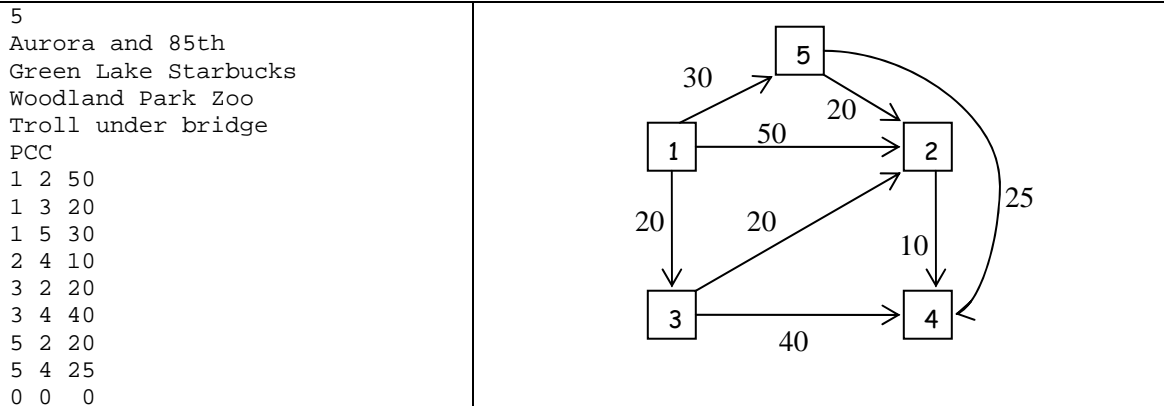 5
Aurora and 85th
Green Lake Starbucks
Woodland Park Zoo
Troll under bridge
PCC
1 2 50
1 3 20
1 5 30
2 4 10
3 2 20
3 4 40
5 2 20
5 4 25
0 0  0
5
30
20
1
50
2
25
20
20
10
3
4
40